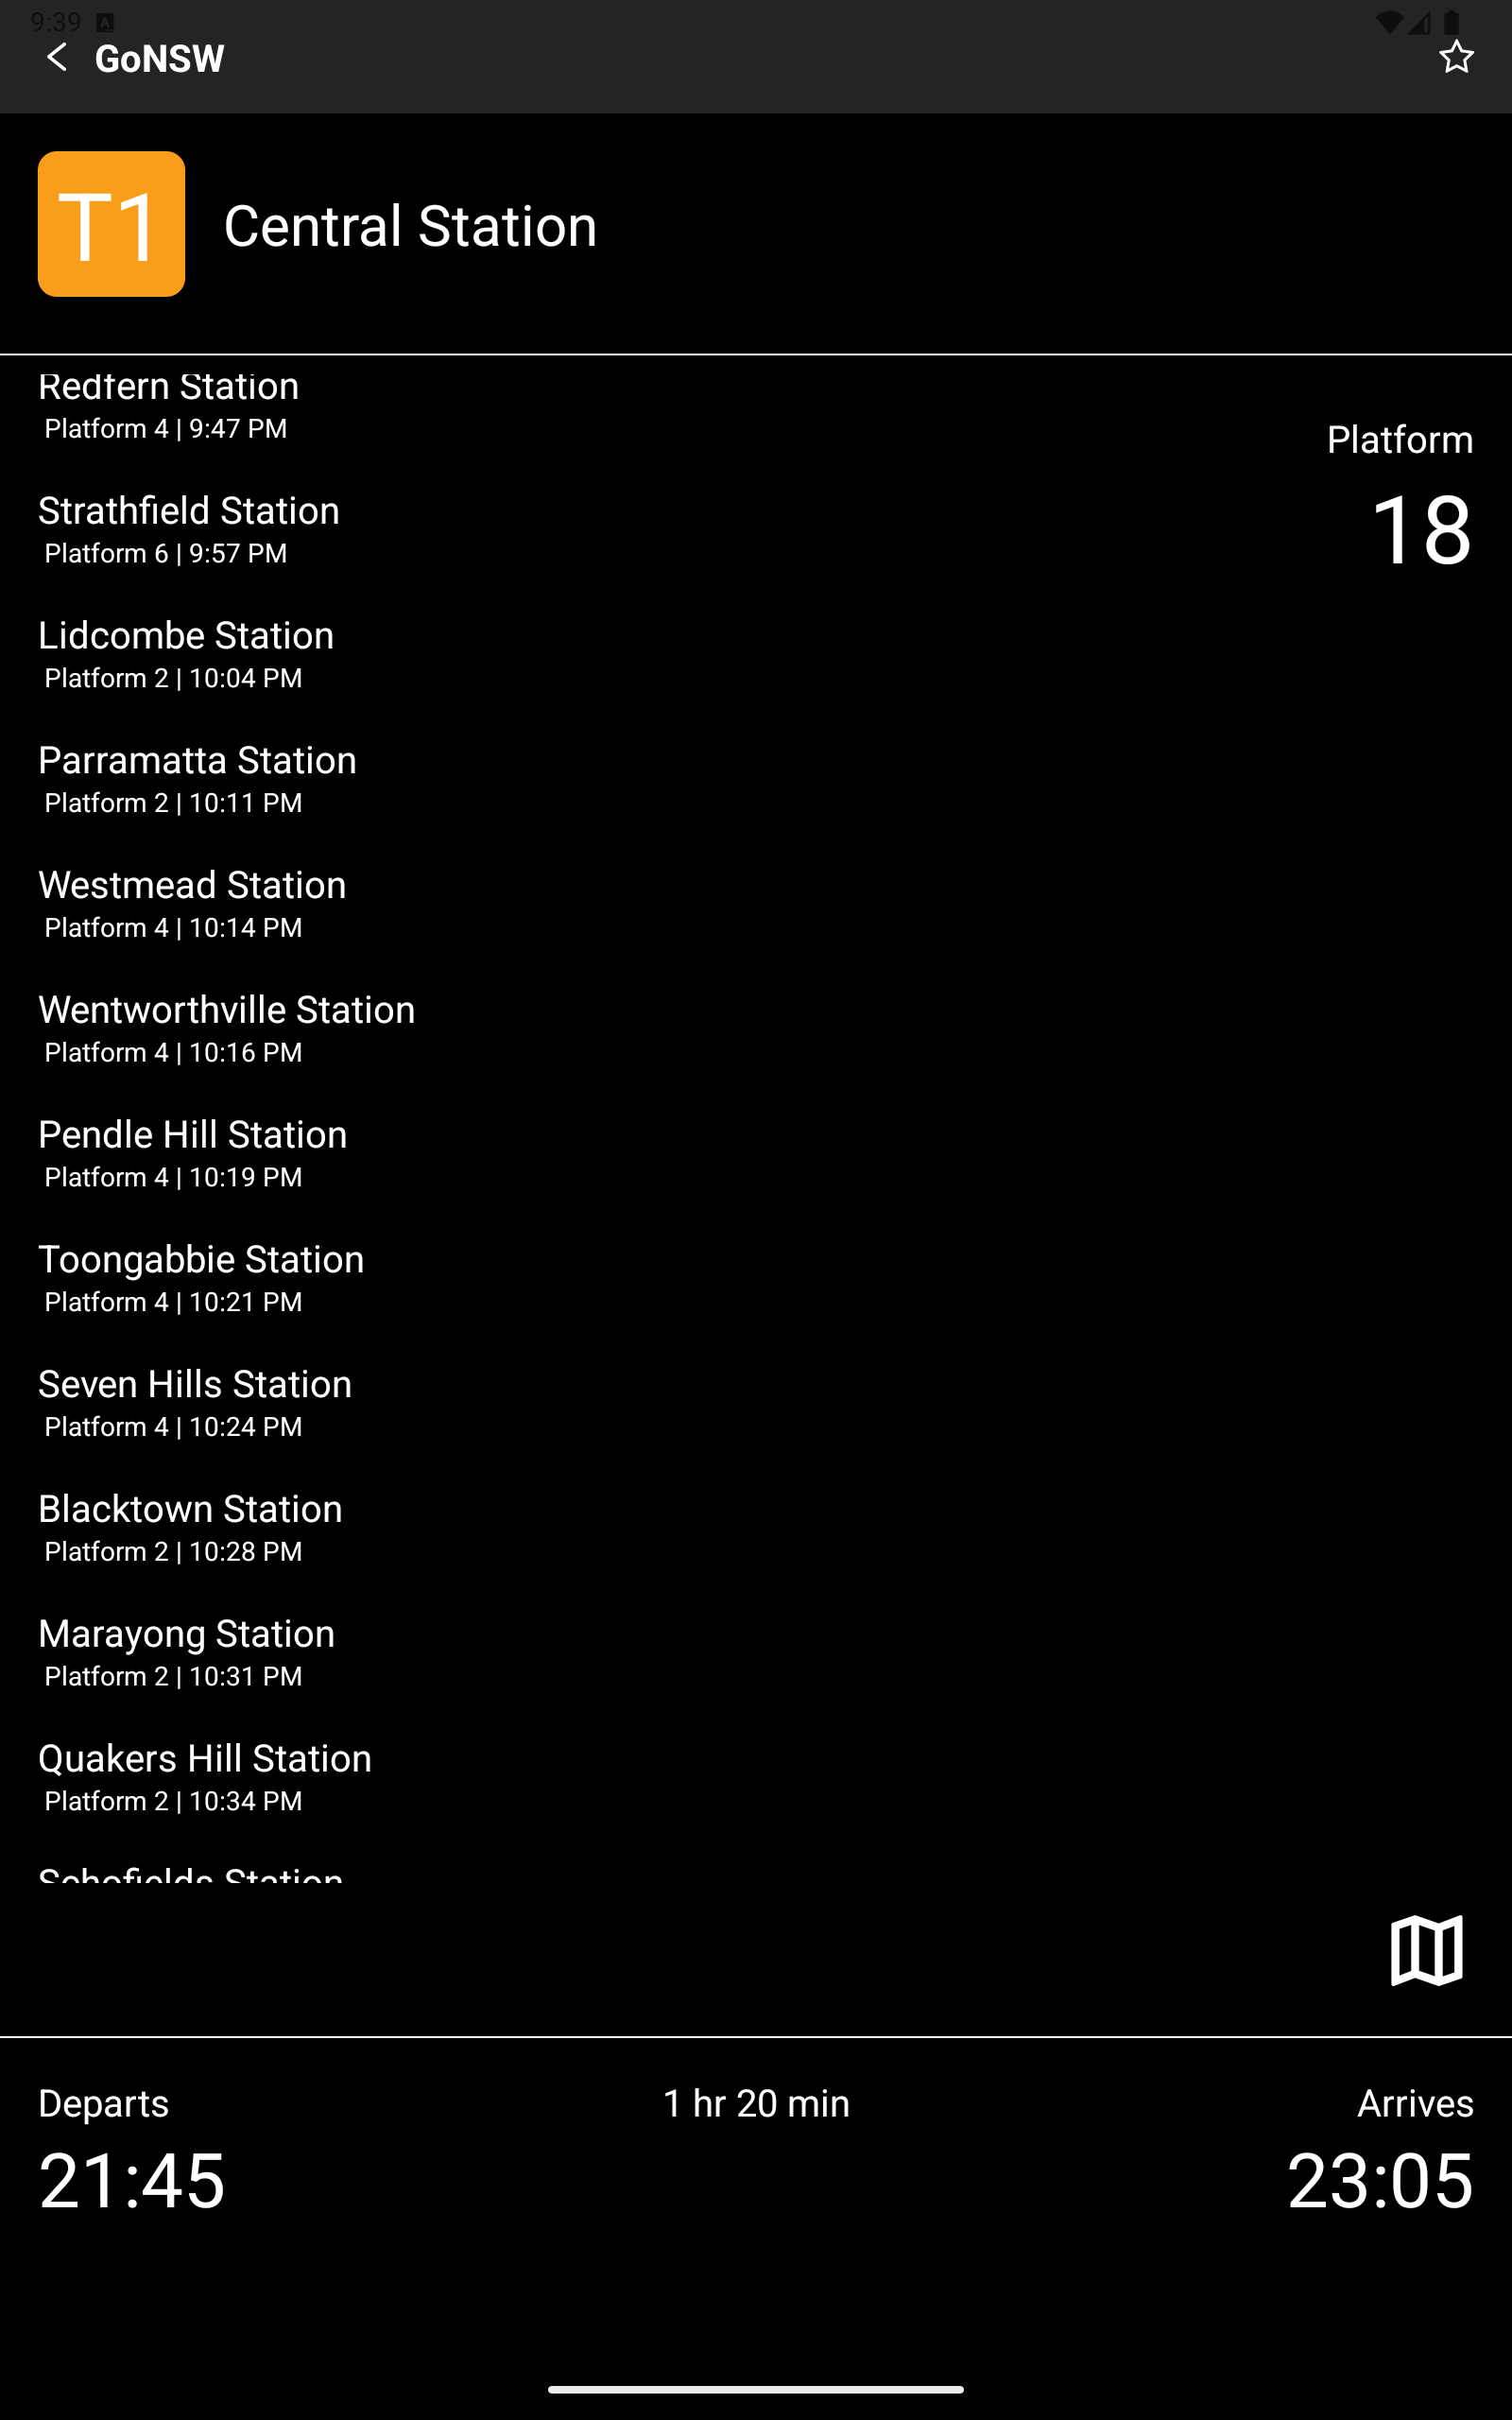 9:39
GoNSW
T1 Central Station
Redfern Station
Platform 4 | 9:47 PM
Platform
18
Strathfield Station
Platform 6 | 9:57 PM
Lidcombe Station
Platform 2 | 10:04 PM
Parramatta Station
Platform 2 | 10:11 PM
Westmead Station
Platform 4 | 10:14 PM
Wentworthville Station
Platform 4 | 10:16 PM
Pendle Hill Station
Platform 4 | 10:19 PM
Toongabbie Station
Platform 4 | 10:21 PM
Seven Hills Station
Platform 4 | 10:24 PM
Blacktown Station
Platform 2 | 10:28 PM
Marayong Station
Platform 2 | 10:31 PM
Quakers Hill Station
Platform 2 | 10:34 PM
Schofields Station
Departs 1 hr 20 min Arrives
21:45 23:05